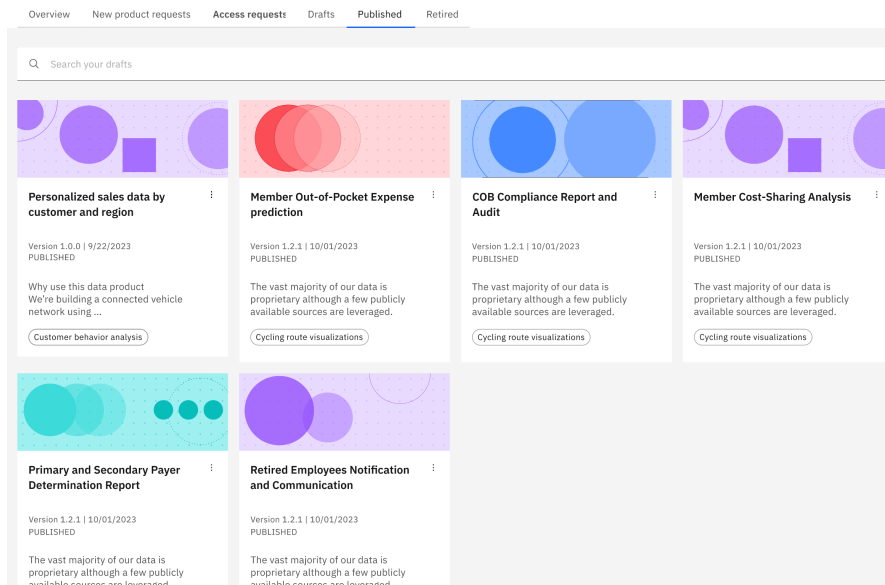 Overview New product requests Access requests Drafts Published Retired
Search your drafts
Personalized sales data by
customer and region
Version 1.0.0 | 9/22/2023
PUBLISHED
Why use this data product
We're building a connected vehicle
network using ...
Customer behavior analysis
Member Out-of-Pocket Expense
prediction
Version 1.2.1 | 10/01/2023
PUBLISHED
The vast majority of our data is
proprietary although a few publicly
available sources are leveraged.
Cycling route visualizations
COB Compliance Report and
Audit
Version 1.2.1 | 10/01/2023
PUBLISHED
The vast majority of our data is
proprietary although a few publicly
available sources are leveraged.
Cycling route visualizations
Member Cost-Sharing Analysis
Version 1.2.1 | 10/01/2023
PUBLISHED
The vast majority of our data is
proprietary although a few publicly
available sources are leveraged.
Cycling route visualizations
Primary and Secondary Payer
Determination Report
Version 1.2.1 | 10/01/2023
PUBLISHED
The vast majority of our data is
proprietary although a few publicly
available sources are leveraged.
Retired Employees Notification
and Communication
Version 1.2.1 | 10/01/2023
PUBLISHED
The vast majority of our data is
proprietary although a few publicly
available sources are leveraged.